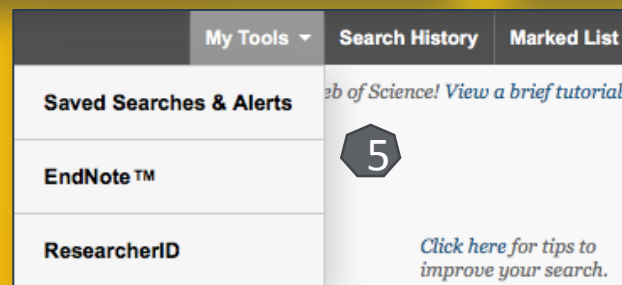 My Tools Search History Marked List
Saved Searches & Alerts
eb of Science! View a brief tutorial
5
EndNote™
ResearcherID
Click here for tips to
improve your search.